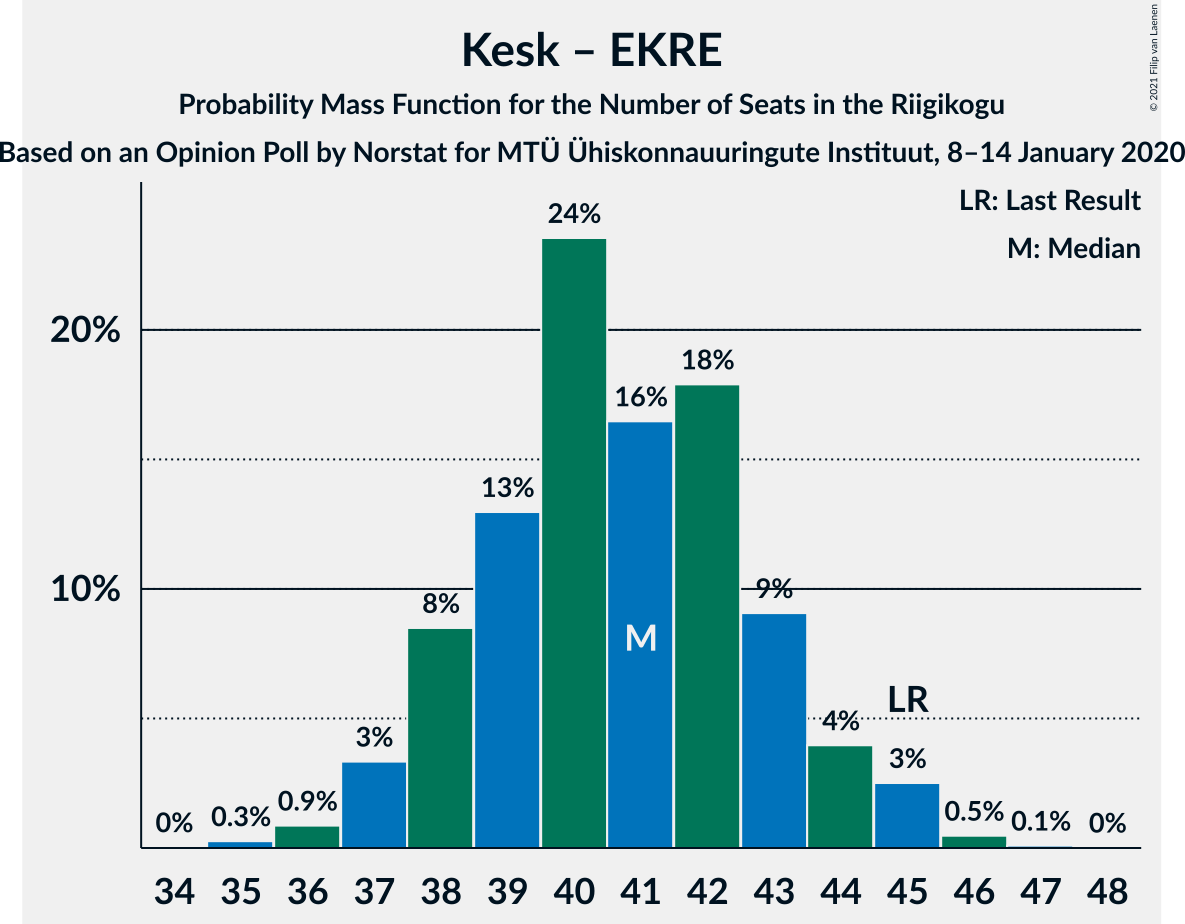 © 2021 Filip van Laenen
Kesk – EKRE
Probability Mass Function for the Number of Seats in the Riigikogu
Based on an Opinion Poll by Norstat for MTÜ Ühiskonnauuringute Instituut, 8–14 January 2020
LR: Last Result
M: Median
24%
20%
18%
16%
13%
10%
9%
8%
M
LR
4%
3%
3%
0.9%
0.5%
0.3%
0.1%
0%
0%
34 35 36 37 38 39 40 41 42 43 44 45 46 47 48